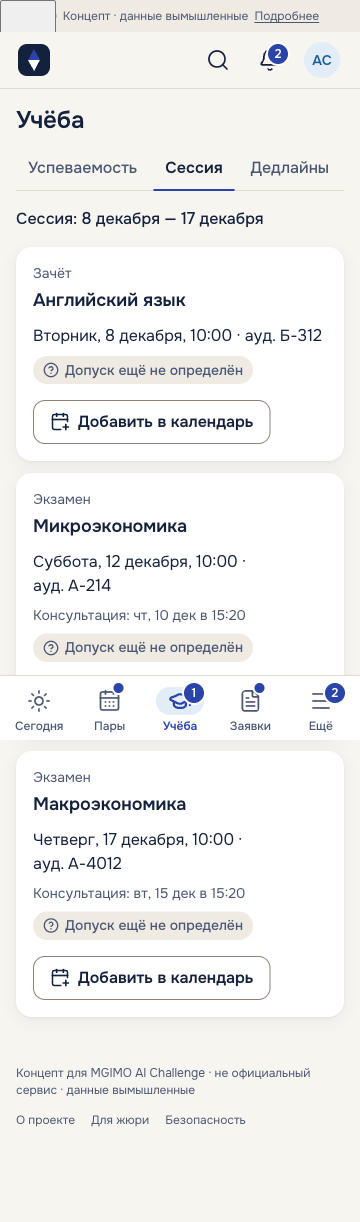 Концепт · данные вымышленные Подробнее
2
АС
Учёба
Успеваемость Сессия Дедлайны
Сессия: 8 декабря — 17 декабря
Зачёт
Английский язык
Вторник, 8 декабря, 10:00 · ауд. Б-312
Допуск ещё не определён
Добавить в календарь
Экзамен
Микроэкономика
Суббота, 12 декабря, 10:00 ·
ауд. А-214
Консультация: чт, 10 дек в 15:20
Допуск ещё не определён
1 2
Сегодня Пары Учёба Заявки Ещё
Экзамен
Макроэкономика
Четверг, 17 декабря, 10:00 ·
ауд. А-4012
Консультация: вт, 15 дек в 15:20
Допуск ещё не определён
Добавить в календарь
Концепт для MGIMO AI Challenge · не официальный
сервис · данные вымышленные
О проекте Для жюри Безопасность